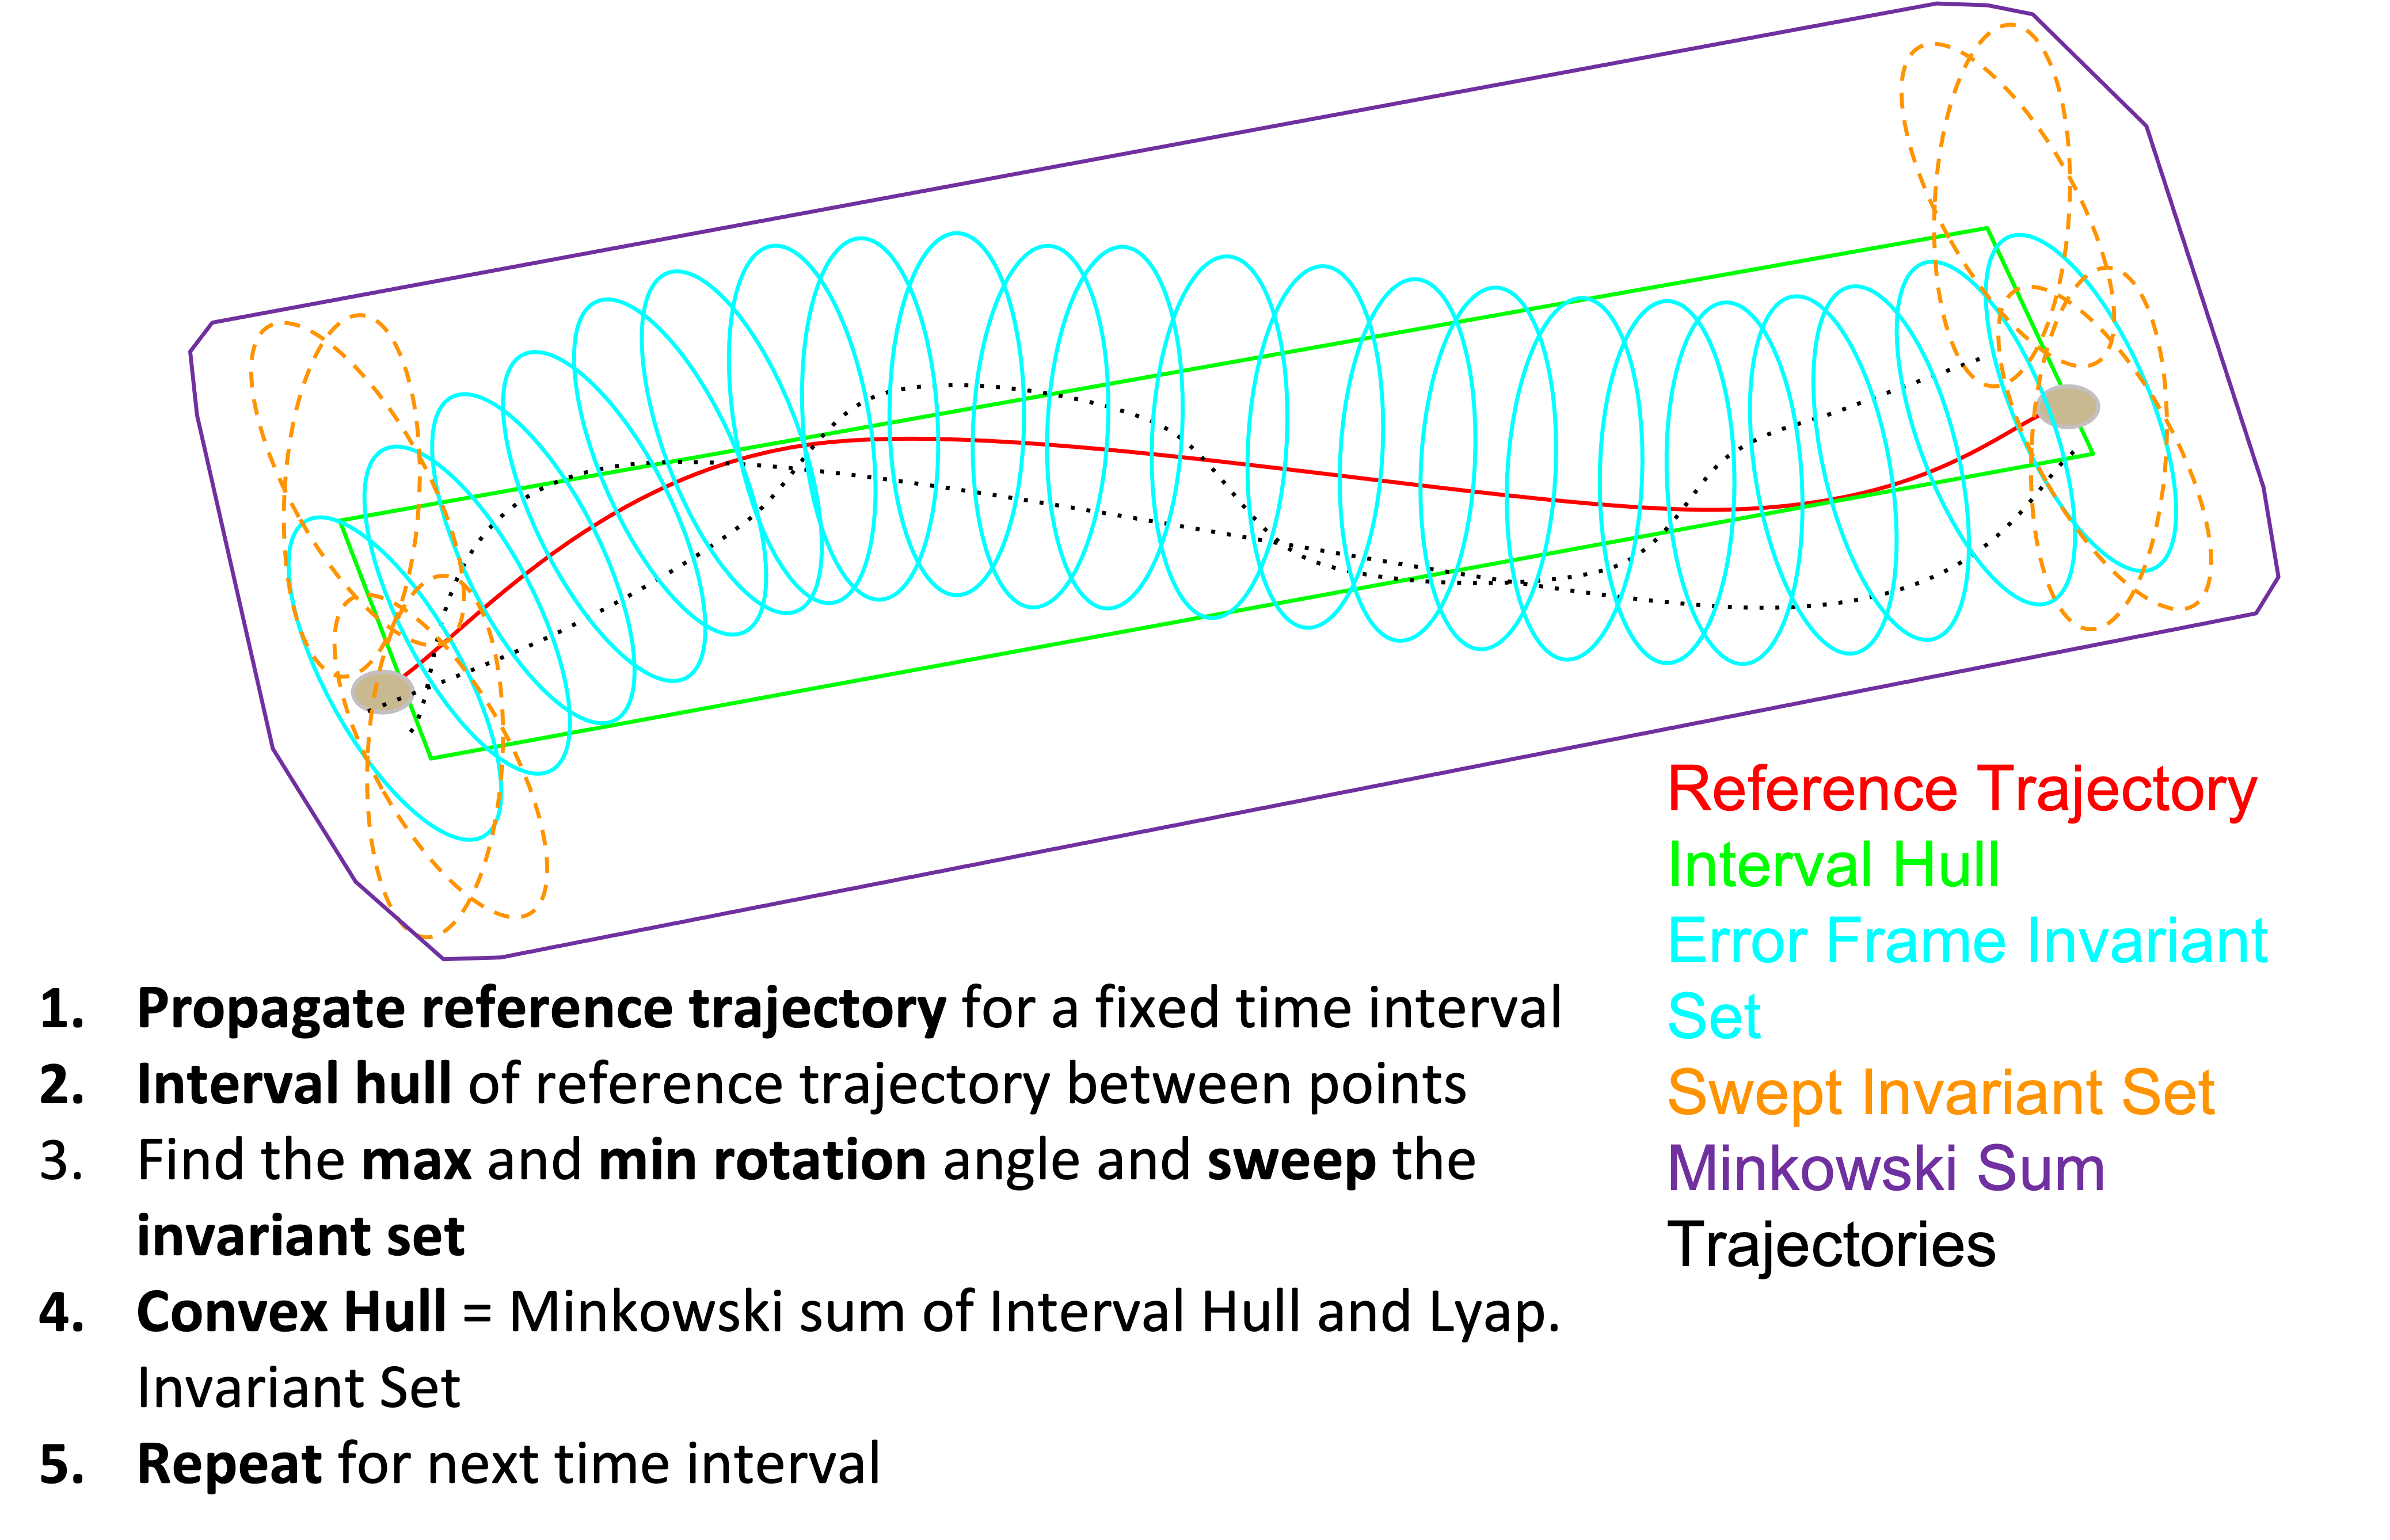 Reference Trajectory
Interval Hull
Error Frame Invariant
Set
Swept Invariant Set
Minkowski Sum
Trajectories
1. Propagate reference trajectory for a fixed time interval
2. Interval hull of reference trajectory between points
3. Find the max and min rotation angle and sweep the
invariant set
4. Convex Hull = Minkowski sum of Interval Hull and Lyap.
Invariant Set
5. Repeat for next time interval